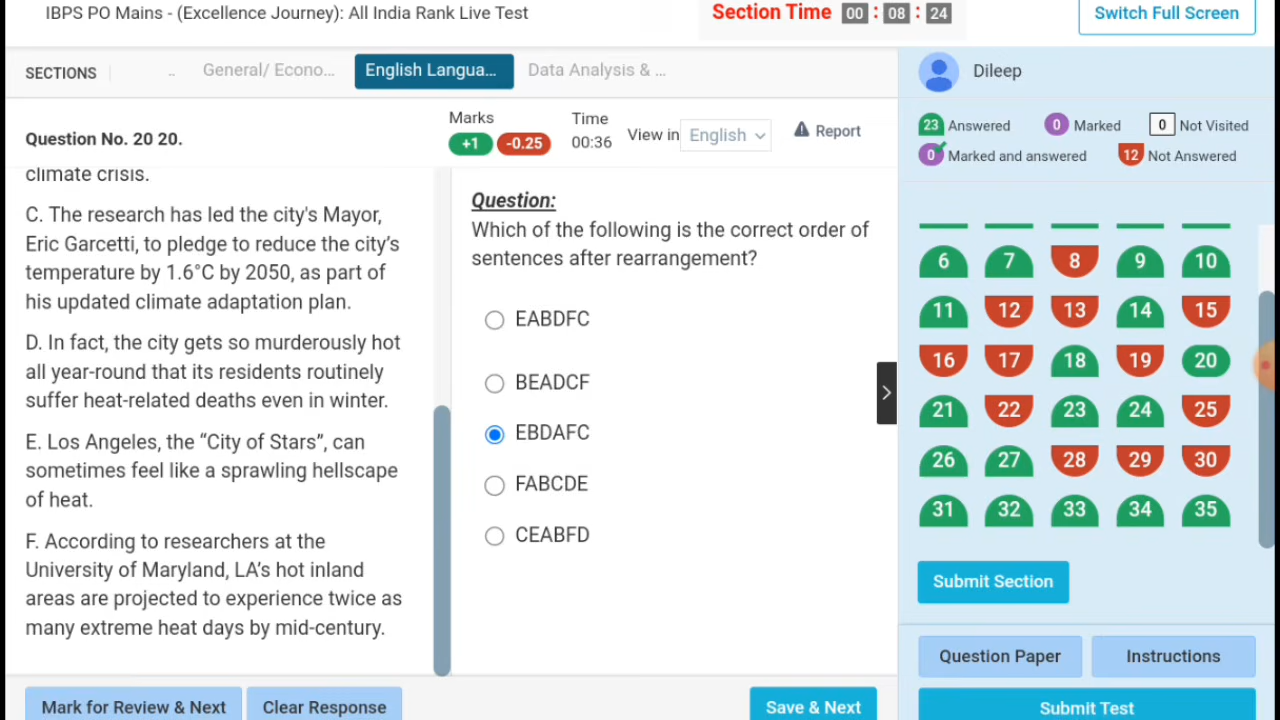 IBPS PO Mains - (Excellence Journey): All India Rank Live Test
Section Time 00 : 08 : 24
Switch Full Screen
SECTIONS
..
General/ Econo...
English Langua...
Data Analysis & ...
Dileep
Question No. 20 20.
Marks
+1 -0.25
Time
00:36
View in English
Report
23 Answered
0 Marked
0 Not Visited
0 Marked and answered
12 Not Answered
climate crisis.
C. The research has led the city's Mayor,
Eric Garcetti, to pledge to reduce the city's
temperature by 1.6°C by 2050, as part of
his updated climate adaptation plan.
D. In fact, the city gets so murderously hot
all year-round that its residents routinely
suffer heat-related deaths even in winter.
E. Los Angeles, the “City of Stars”, can
sometimes feel like a sprawling hellscape
of heat.
F. According to researchers at the
University of Maryland, LA's hot inland
areas are projected to experience twice as
many extreme heat days by mid-century.
Question:
Which of the following is the correct order of
sentences after rearrangement?
EABDFC
BEADCF
EBDAFC
FABCDE
CEABFD
6 7 8 9 10
11 12 13 14 15
16 17 18 19 20
21 22 23 24 25
26 27 28 29 30
31 32 33 34 35
Submit Section
Question Paper
Instructions
Mark for Review & Next
Clear Response
Save & Next
Submit Test